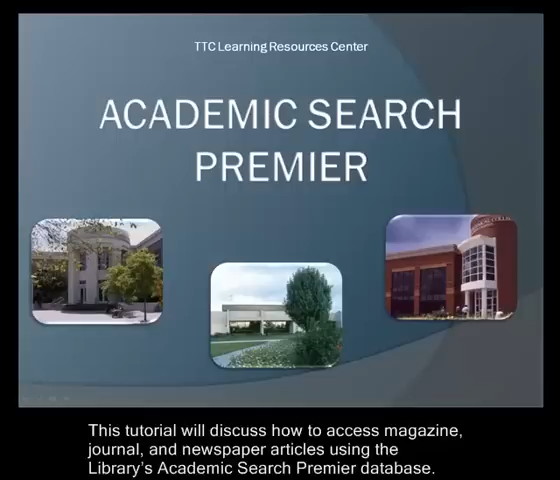 TTC Learning Resources Center
ACADEMIC SEARCH
PREMIER
This tutorial will discuss how to access magazine,
journal, and newspaper articles using the
Library's Academic Search Premier database.